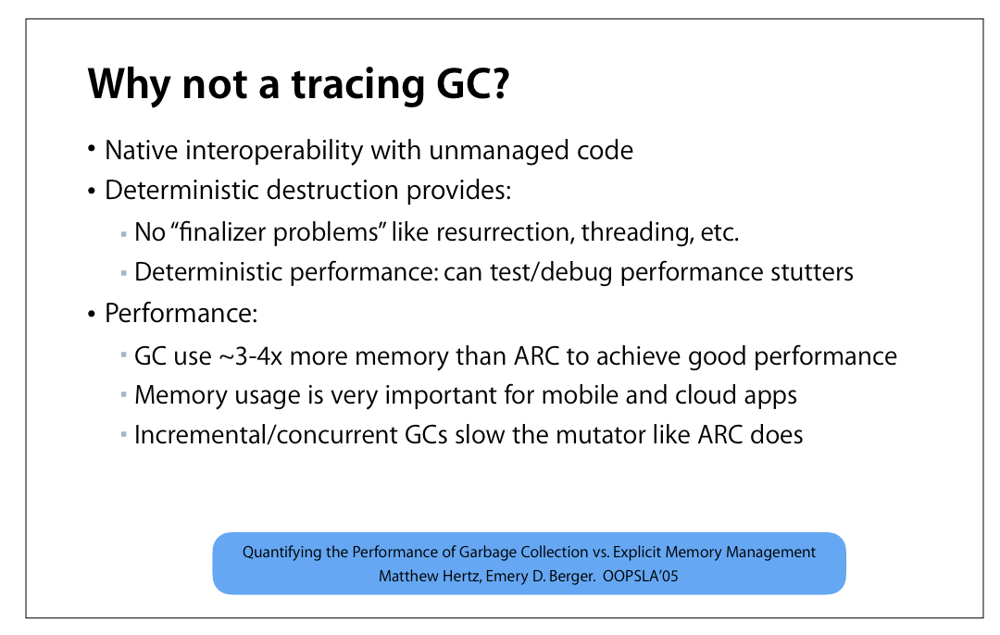 Why not a tracing GC?
• Native interoperability with unmanaged code
• Deterministic destruction provides:
▪ No “finalizer problems” like resurrection, threading, etc.
▪ Deterministic performance: can test/debug performance stutters
• Performance:
▪ GC use ~3-4x more memory than ARC to achieve good performance
▪ Memory usage is very important for mobile and cloud apps
▪ Incremental/concurrent GCs slow the mutator like ARC does
Quantifying the Performance of Garbage Collection vs. Explicit Memory Management
Matthew Hertz, Emery D. Berger. OOPSLA’05